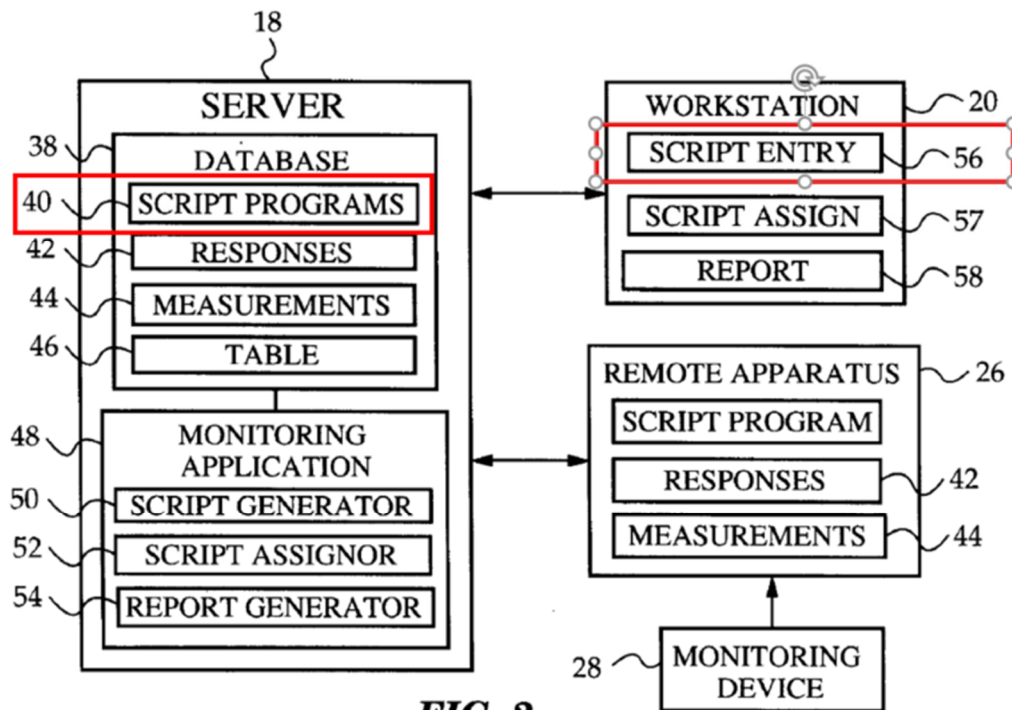 18
SERVER
38
DATABASE
40
SCRIPT PROGRAMS
42
RESPONSES
44
MEASUREMENTS
46
TABLE
48
MONITORING
APPLICATION
50
SCRIPT GENERATOR
52
SCRIPT ASSIGNOR
54
REPORT GENERATOR
WORKSTATION
20
SCRIPT ENTRY
56
SCRIPT ASSIGN
57
REPORT
58
REMOTE APPARATUS
26
SCRIPT PROGRAM
RESPONSES
42
MEASUREMENTS
44
28
MONITORING
DEVICE